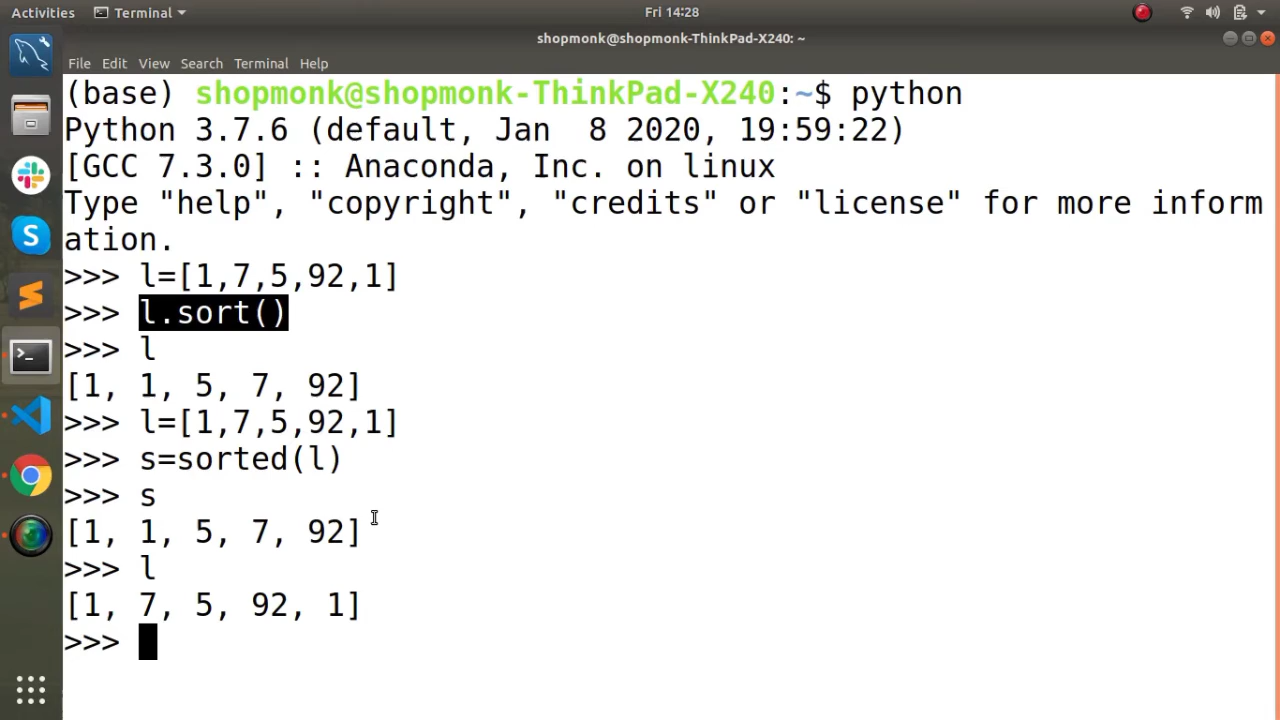 Activities Terminal Fri 14:28
shopmonk@shopmonk-ThinkPad-X240: ~
File Edit View Search Terminal Help
(base) shopmonk@shopmonk-ThinkPad-X240:~$ python
Python 3.7.6 (default, Jan  8 2020, 19:59:22)
[GCC 7.3.0] :: Anaconda, Inc. on linux
Type "help", "copyright", "credits" or "license" for more inform
ation.
>>> l=[1,7,5,92,1]
>>> l.sort()
>>> l
[1, 1, 5, 7, 92]
>>> l=[1,7,5,92,1]
>>> s=sorted(l)
>>> s
[1, 1, 5, 7, 92]
>>> l
[1, 7, 5, 92, 1]
>>>